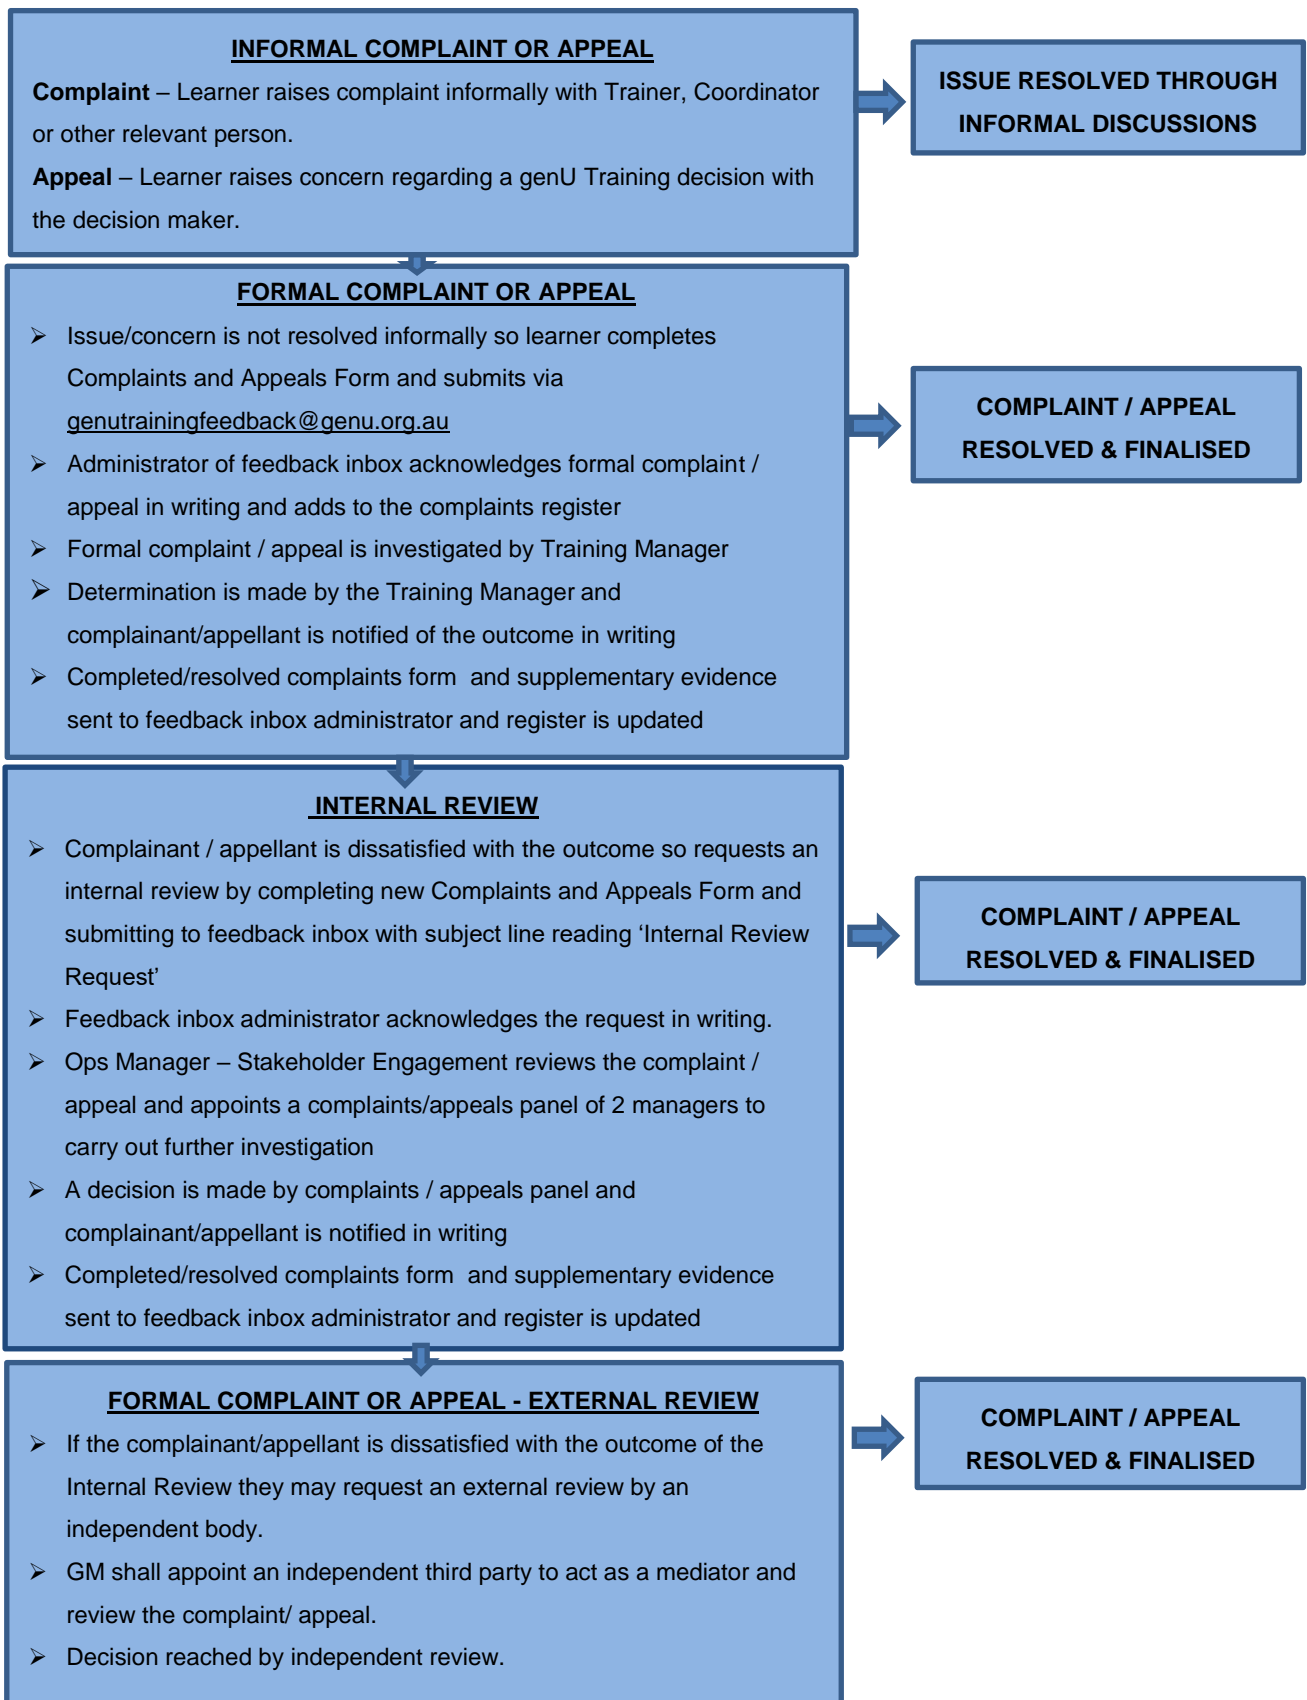 INFORMAL COMPLAINT OR APPEAL
Complaint – Learner raises complaint informally with Trainer, Coordinator
or other relevant person.
Appeal – Learner raises concern regarding a genU Training decision with
the decision maker.
ISSUE RESOLVED THROUGH
INFORMAL DISCUSSIONS
FORMAL COMPLAINT OR APPEAL
➢ Issue/concern is not resolved informally so learner completes
Complaints and Appeals Form and submits via
genutrainingfeedback@genu.org.au
➢ Administrator of feedback inbox acknowledges formal complaint /
appeal in writing and adds to the complaints register
➢ Formal complaint / appeal is investigated by Training Manager
➢ Determination is made by the Training Manager and
complainant/appellant is notified of the outcome in writing
➢ Completed/resolved complaints form  and supplementary evidence
sent to feedback inbox administrator and register is updated
COMPLAINT / APPEAL
RESOLVED & FINALISED
INTERNAL REVIEW
➢ Complainant / appellant is dissatisfied with the outcome so requests an
internal review by completing new Complaints and Appeals Form and
submitting to feedback inbox with subject line reading ‘Internal Review
Request’
➢ Feedback inbox administrator acknowledges the request in writing.
➢ Ops Manager – Stakeholder Engagement reviews the complaint /
appeal and appoints a complaints/appeals panel of 2 managers to
carry out further investigation
➢ A decision is made by complaints / appeals panel and
complainant/appellant is notified in writing
➢ Completed/resolved complaints form  and supplementary evidence
sent to feedback inbox administrator and register is updated
COMPLAINT / APPEAL
RESOLVED & FINALISED
FORMAL COMPLAINT OR APPEAL - EXTERNAL REVIEW
➢ If the complainant/appellant is dissatisfied with the outcome of the
Internal Review they may request an external review by an
independent body.
➢ GM shall appoint an independent third party to act as a mediator and
review the complaint/ appeal.
➢ Decision reached by independent review.
COMPLAINT / APPEAL
RESOLVED & FINALISED